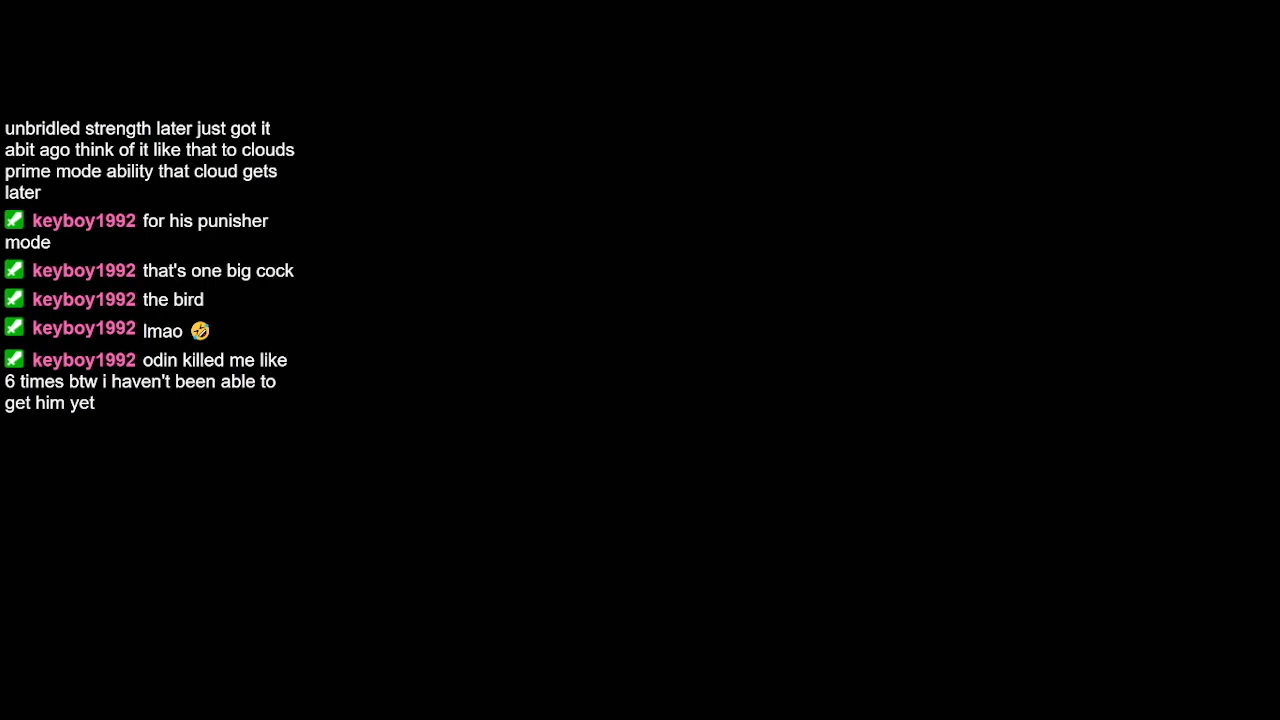 unbridled strength later just got it
abit ago think of it like that to clouds
prime mode ability that cloud gets
later
keyboy1992 for his punisher
mode
keyboy1992 that's one big cock
keyboy1992 the bird
keyboy1992 lmao 🤣
keyboy1992 odin killed me like
6 times btw i haven't been able to
get him yet